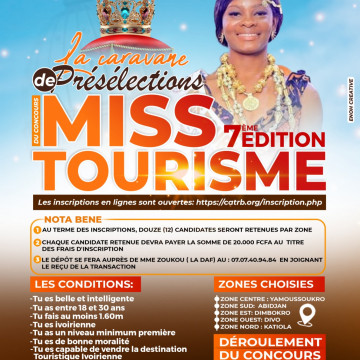 La caravane
de Présélections
DU CONCOURS
MISS
7ÈME EDITION
TOURISME
EKOH CREATIVE
Les inscriptions en lignes sont ouvertes: https://catrb.org/inscription.php
NOTA BENE
1 AU TERME DES INSCRIPTIONS, DOUZE (12) CANDIDATES SERONT RETENUES PAR ZONE
2 CHAQUE CANDIDATE RETENUE DEVRA PAYER LA SOMME DE 20.000 FCFA AU TITRE
DES FRAIS D'INSCRIPTION
3 LE DÉPÔT SE FERA AUPRÈS DE MME ZOUKOU ( LA DAF) AU : 07.07.40.94.84 EN JOIGNANT
LE REÇU DE LA TRANSACTION
LES CONDITIONS:
-Tu es belle et intelligente
-Tu as entre 18 et 30 ans
-Tu fais au moins 1.60m
-Tu es ivoirienne
-Tu as un niveau minimum première
-Tu es de bonne moralité
-Tu es capable de vendre la destination
Touristique Ivoirienne
ZONES CHOISIES
ZONE CENTRE : YAMOUSSOUKRO
ZONE SUD: ABIDJAN
ZONE EST: DIMBOKRO
ZONE OUEST: DIVO
ZONE NORD : KATIOLA
DÉROULEMENT
DU CONCOURS